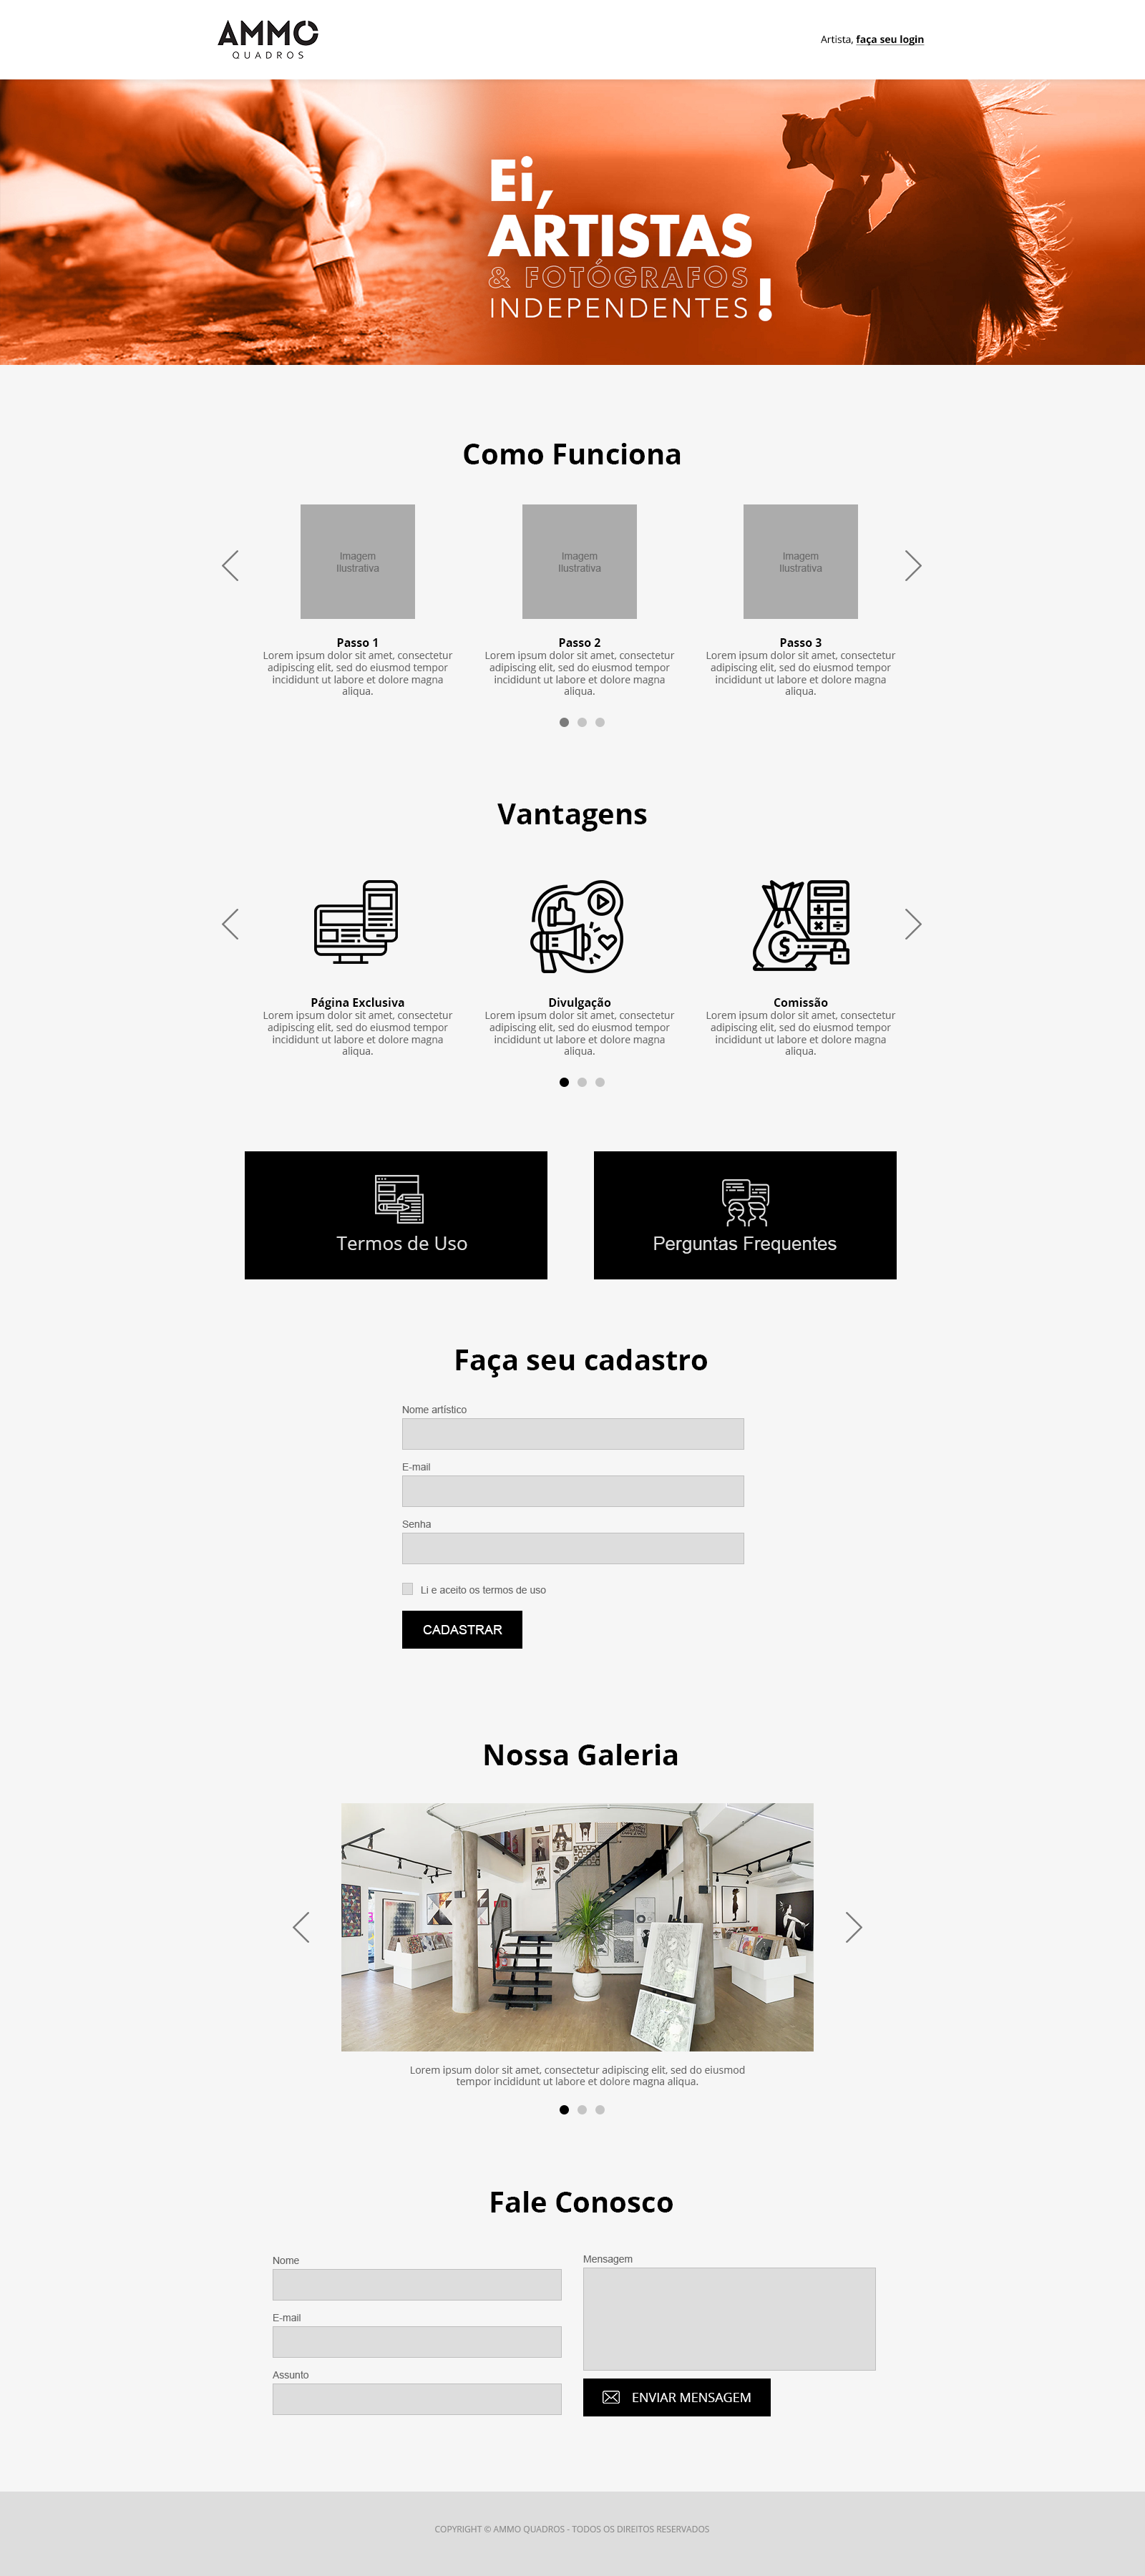 AMMO
QUADROS
Artista, faça seu login
Ei,
ARTISTAS
& FOTÓGRAFOS
INDEPENDENTES!
Como Funciona
Imagem
Ilustrativa
Imagem
Ilustrativa
Imagem
Ilustrativa
Passo 1
Lorem ipsum dolor sit amet, consectetur
adipiscing elit, sed do eiusmod tempor
incididunt ut labore et dolore magna
aliqua.
Passo 2
Lorem ipsum dolor sit amet, consectetur
adipiscing elit, sed do eiusmod tempor
incididunt ut labore et dolore magna
aliqua.
Passo 3
Lorem ipsum dolor sit amet, consectetur
adipiscing elit, sed do eiusmod tempor
incididunt ut labore et dolore magna
aliqua.
Vantagens
Página Exclusiva
Lorem ipsum dolor sit amet, consectetur
adipiscing elit, sed do eiusmod tempor
incididunt ut labore et dolore magna
aliqua.
Divulgação
Lorem ipsum dolor sit amet, consectetur
adipiscing elit, sed do eiusmod tempor
incididunt ut labore et dolore magna
aliqua.
Comissão
Lorem ipsum dolor sit amet, consectetur
adipiscing elit, sed do eiusmod tempor
incididunt ut labore et dolore magna
aliqua.
Termos de Uso
Perguntas Frequentes
Faça seu cadastro
Nome artístico
E-mail
Senha
Li e aceito os termos de uso
CADASTRAR
Nossa Galeria
Lorem ipsum dolor sit amet, consectetur adipiscing elit, sed do eiusmod
tempor incididunt ut labore et dolore magna aliqua.
Fale Conosco
Nome
E-mail
Assunto
Mensagem
ENVIAR MENSAGEM
COPYRIGHT © AMMO QUADROS - TODOS OS DIREITOS RESERVADOS